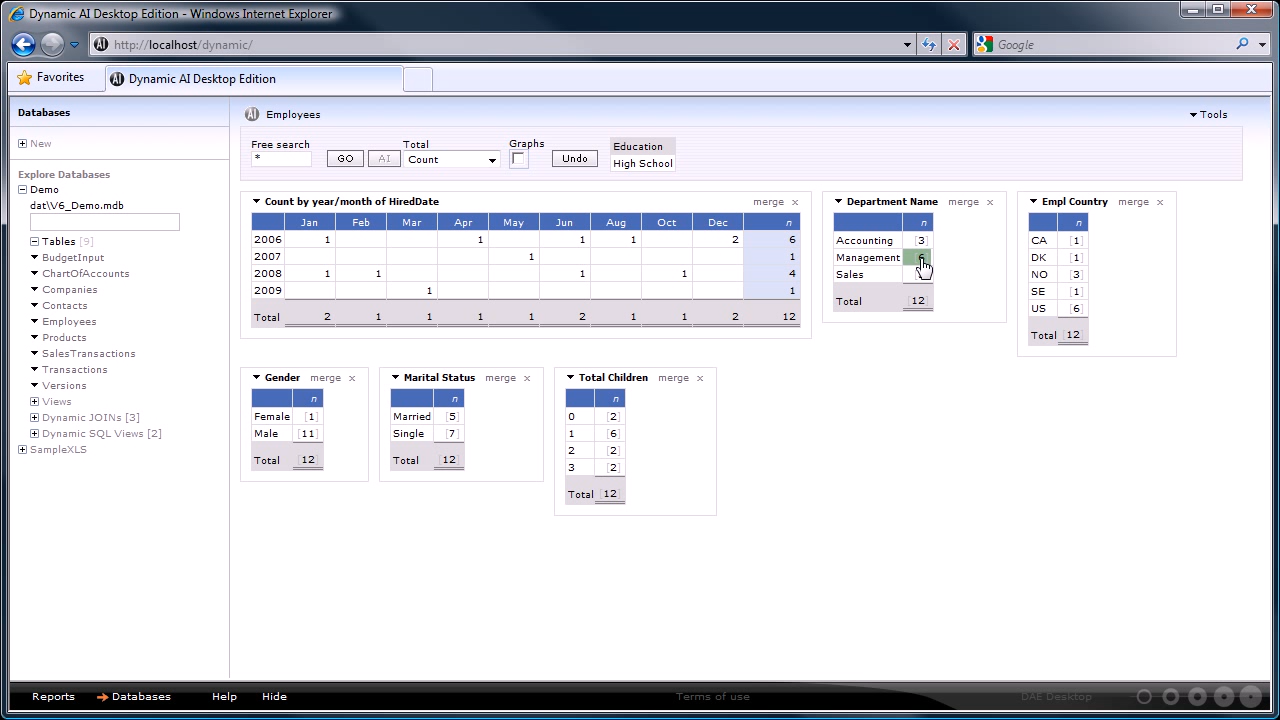 Dynamic AI Desktop Edition - Windows Internet Explorer
http://localhost/dynamic/
Google
Favorites
Dynamic AI Desktop Edition
Databases
New
Explore Databases
Demo
dat\V6_Demo.mdb
Tables [9]
BudgetInput
ChartOfAccounts
Companies
Contacts
Employees
Products
SalesTransactions
Transactions
Versions
Views
Dynamic JOINs [3]
Dynamic SQL Views [2]
SampleXLS
AI Employees
Tools
Free search
*
GO
AI
Total
Count
Graphs
Undo
Education
High School
Count by year/month of HiredDate merge x
Jan Feb Mar Apr May Jun Aug Oct Dec n
2006 1 1 1 1 2 6
2007 1 1
2008 1 1 1 1 4
2009 1 1
Total 2 1 1 1 1 2 1 1 2 12
Department Name merge x
n
Accounting [3]
Management
Sales
Total [12]
Empl Country merge x
n
CA [1]
DK [1]
NO [3]
SE [1]
US [6]
Total [12]
Gender merge x
n
Female [1]
Male [11]
Total [12]
Marital Status merge x
n
Married [5]
Single [7]
Total [12]
Total Children merge x
n
0 [2]
1 [6]
2 [2]
3 [2]
Total [12]
Reports Databases Help Hide Terms of use DAE Desktop